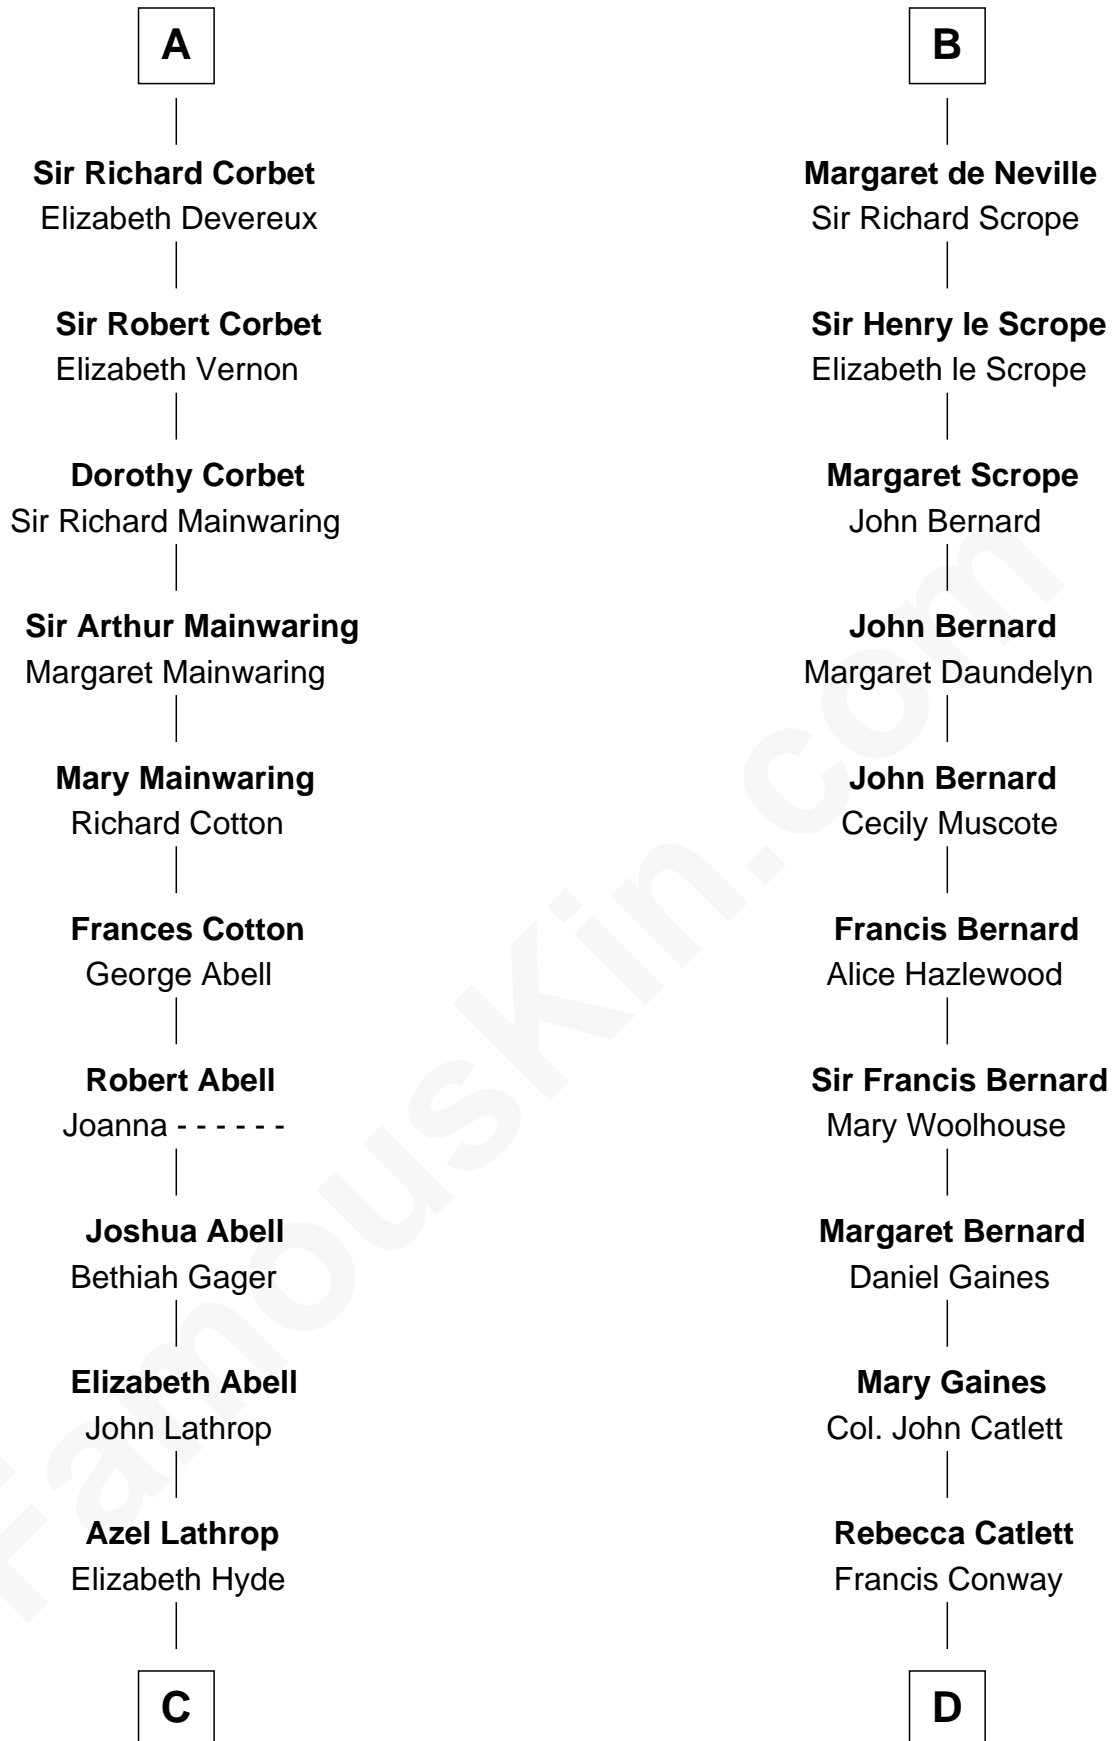 A
Sir Richard Corbet
Elizabeth Devereux
Sir Robert Corbet
Elizabeth Vernon
Dorothy Corbet
Sir Richard Mainwaring
Sir Arthur Mainwaring
Margaret Mainwaring
Mary Mainwaring
Richard Cotton
Frances Cotton
George Abell
Robert Abell
Joanna - - - - - -
Joshua Abell
Bethiah Gager
Elizabeth Abell
John Lathrop
Azel Lathrop
Elizabeth Hyde
C
B
Margaret de Neville
Sir Richard Scrope
Sir Henry le Scrope
Elizabeth le Scrope
Margaret Scrope
John Bernard
John Bernard
Margaret Daundelyn
John Bernard
Cecily Muscote
Francis Bernard
Alice Hazlewood
Sir Francis Bernard
Mary Woolhouse
Margaret Bernard
Daniel Gaines
Mary Gaines
Col. John Catlett
Rebecca Catlett
Francis Conway
D
FamousKin.com